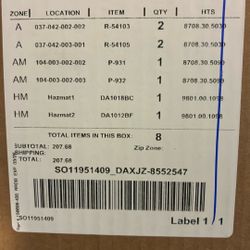 ZONE LOCATION ITEM QTY HTS
A 037-042-002-002 R-54103 2 8708.30.5030
A 037-042-003-002 R-54105 2 8708.30.5030
AM 104-003-002-002 P-931 1 8708.30.5090
AM 104-003-003-002 P-932 1 8708.30.5090
HM Hazmat1 DA1018BC 1 9801.00.1098
HM Hazmat2 DA1012BF 1 9801.00.1098
TOTAL ITEMS IN THIS BOX: 8
SUBTOTAL: 207.68
SHIPPING: Zip Zone:
TOTAL: 207.68
SO11951409_DAXJZ-8552547
SO11951409
Label 1 / 1